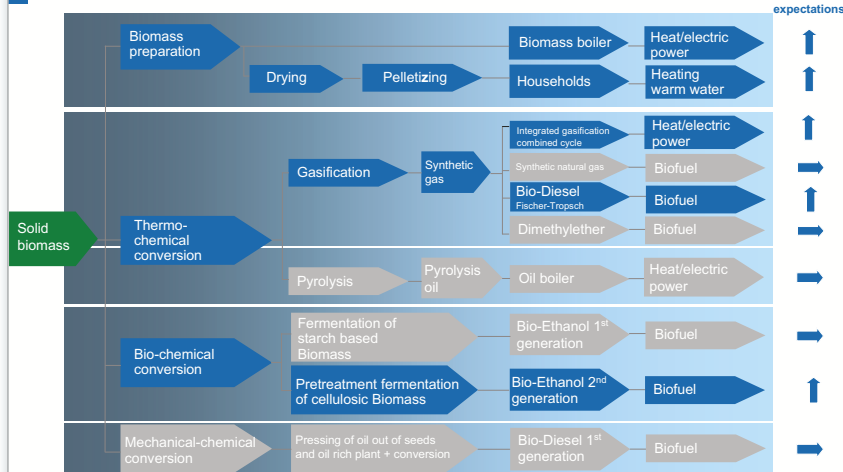 expectations
Biomass
preparation
Biomass boiler
Heat/electric
power
Drying
Pelletizing
Households
Heating
warm water
Integrated gasification
combined cycle
Heat/electric
power
Gasification
Synthetic
gas
Synthetic natural gas
Biofuel
Bio-Diesel
Fischer-Tropsch
Biofuel
Solid
biomass
Thermo-
chemical
conversion
Dimethylether
Biofuel
Pyrolysis
Pyrolysis
oil
Oil boiler
Heat/electric
power
Bio-chemical
conversion
Fermentation of
starch based
Biomass
Bio-Ethanol 1st
generation
Biofuel
Pretreatment fermentation
of cellulosic Biomass
Bio-Ethanol 2nd
generation
Biofuel
Mechanical-chemical
conversion
Pressing of oil out of seeds
and oil rich plant + conversion
Bio-Diesel 1st
generation
Biofuel